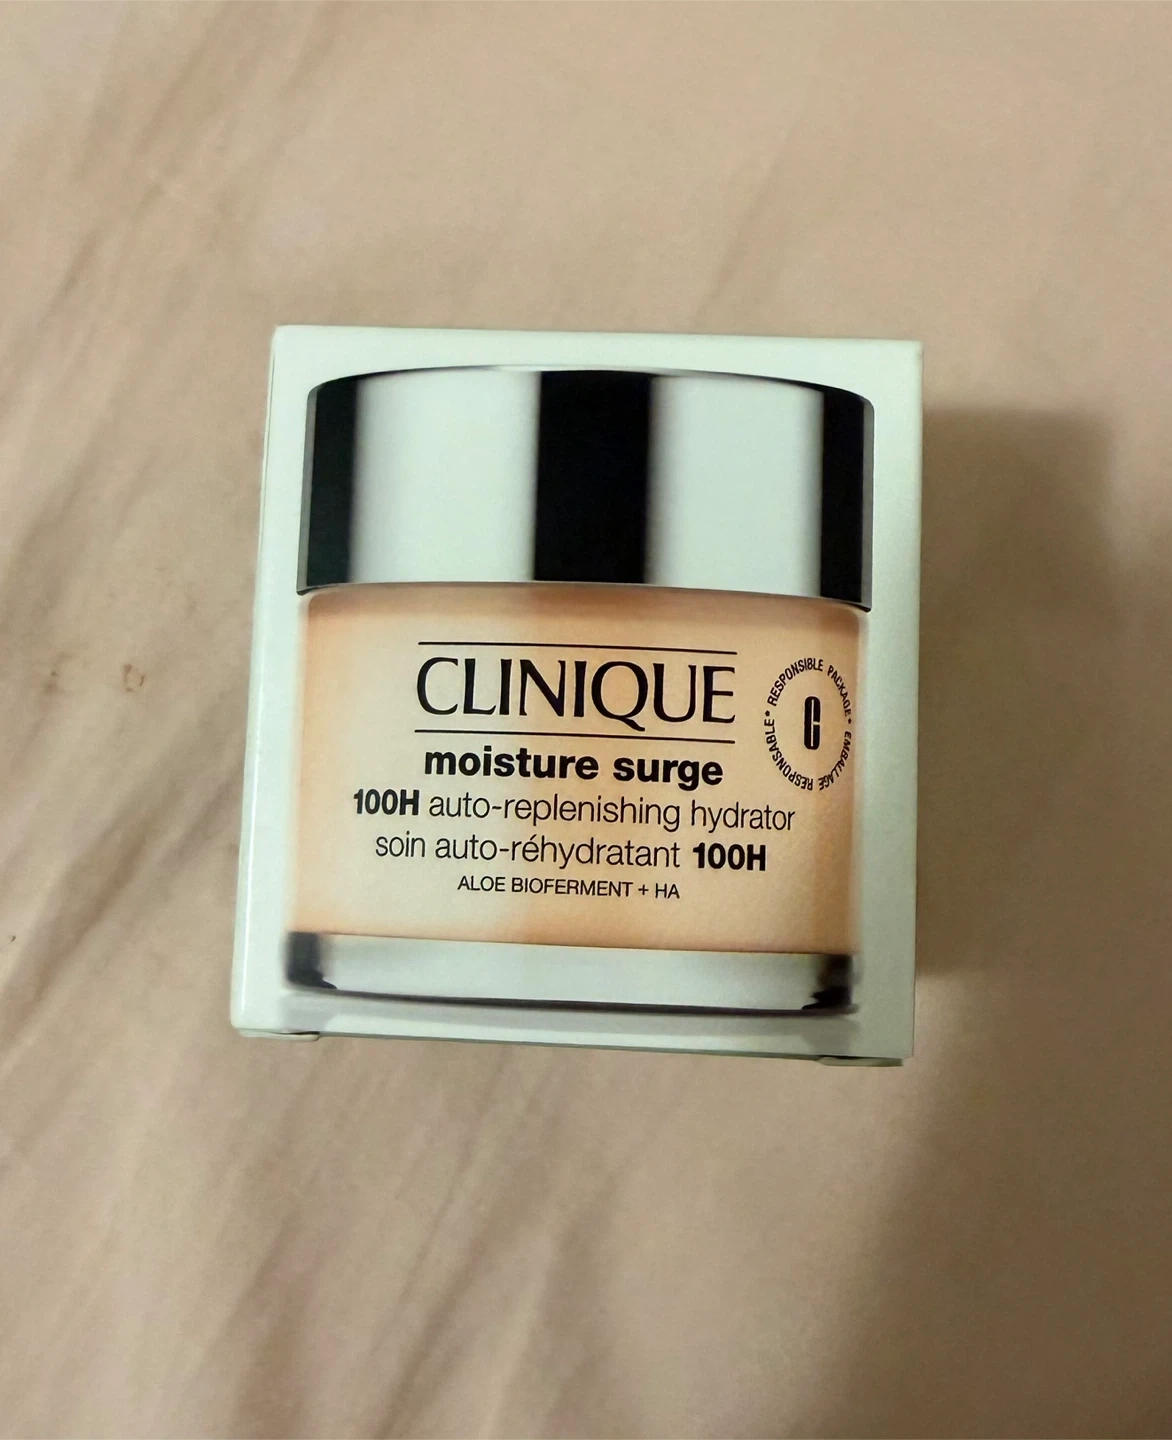 CLINIQUE
moisture surge
100H auto-replenishing hydrator
soin auto-réhydratant 100H
ALOE BIOFERMENT + HA
RESPONSIBLE PACKAGE • EMBALLAGE RESPONSABLE •
C